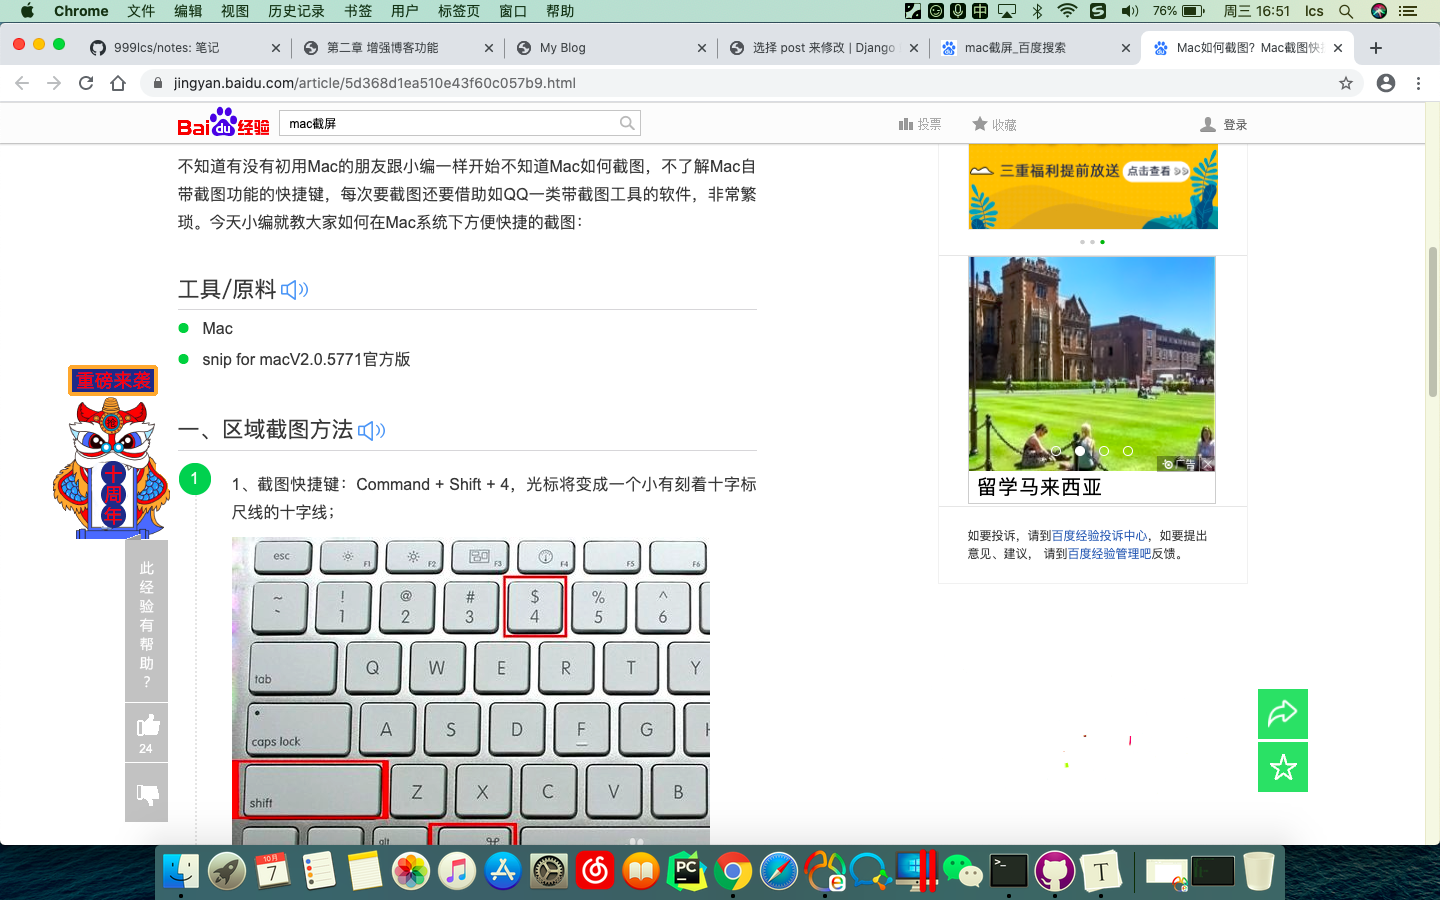 Chrome 文件 编辑 视图 历史记录 书签 用户 标签页 窗口 帮助 76% 周三 16:51 lcs
999lcs/notes: 笔记 第二章 增强博客功能 My Blog 选择 post 来修改 | Django mac截屏_百度搜索 Mac如何截图？Mac截图快
jingyan.baidu.com/article/5d368d1ea510e43f60c057b9.html
Bai du 经验 mac截屏 投票 收藏 登录
不知道有没有初用Mac的朋友跟小编一样开始不知道Mac如何截图，不了解Mac自
带截图功能的快捷键，每次要截图还要借助如QQ一类带截图工具的软件，非常繁
琐。今天小编就教大家如何在Mac系统下方便快捷的截图：
工具/原料
Mac
snip for macV2.0.5771官方版
一、区域截图方法
1
1、截图快捷键：Command + Shift + 4，光标将变成一个小有刻着十字标
尺线的十字线；
esc F1 F2 F3 F4 F5 F6
~ ` ! 1 @ 2 # 3 $ 4 % 5 ^ 6
tab Q W E R T Y
caps lock A S D F G H
shift Z X C V B
alt ⌘
重磅来袭
十周年
此经验有帮助？
24
三重福利提前放送 点击查看
广告
留学马来西亚
如要投诉，请到百度经验投诉中心，如要提出
意见、建议， 请到百度经验管理吧反馈。
10月
7
PC
T